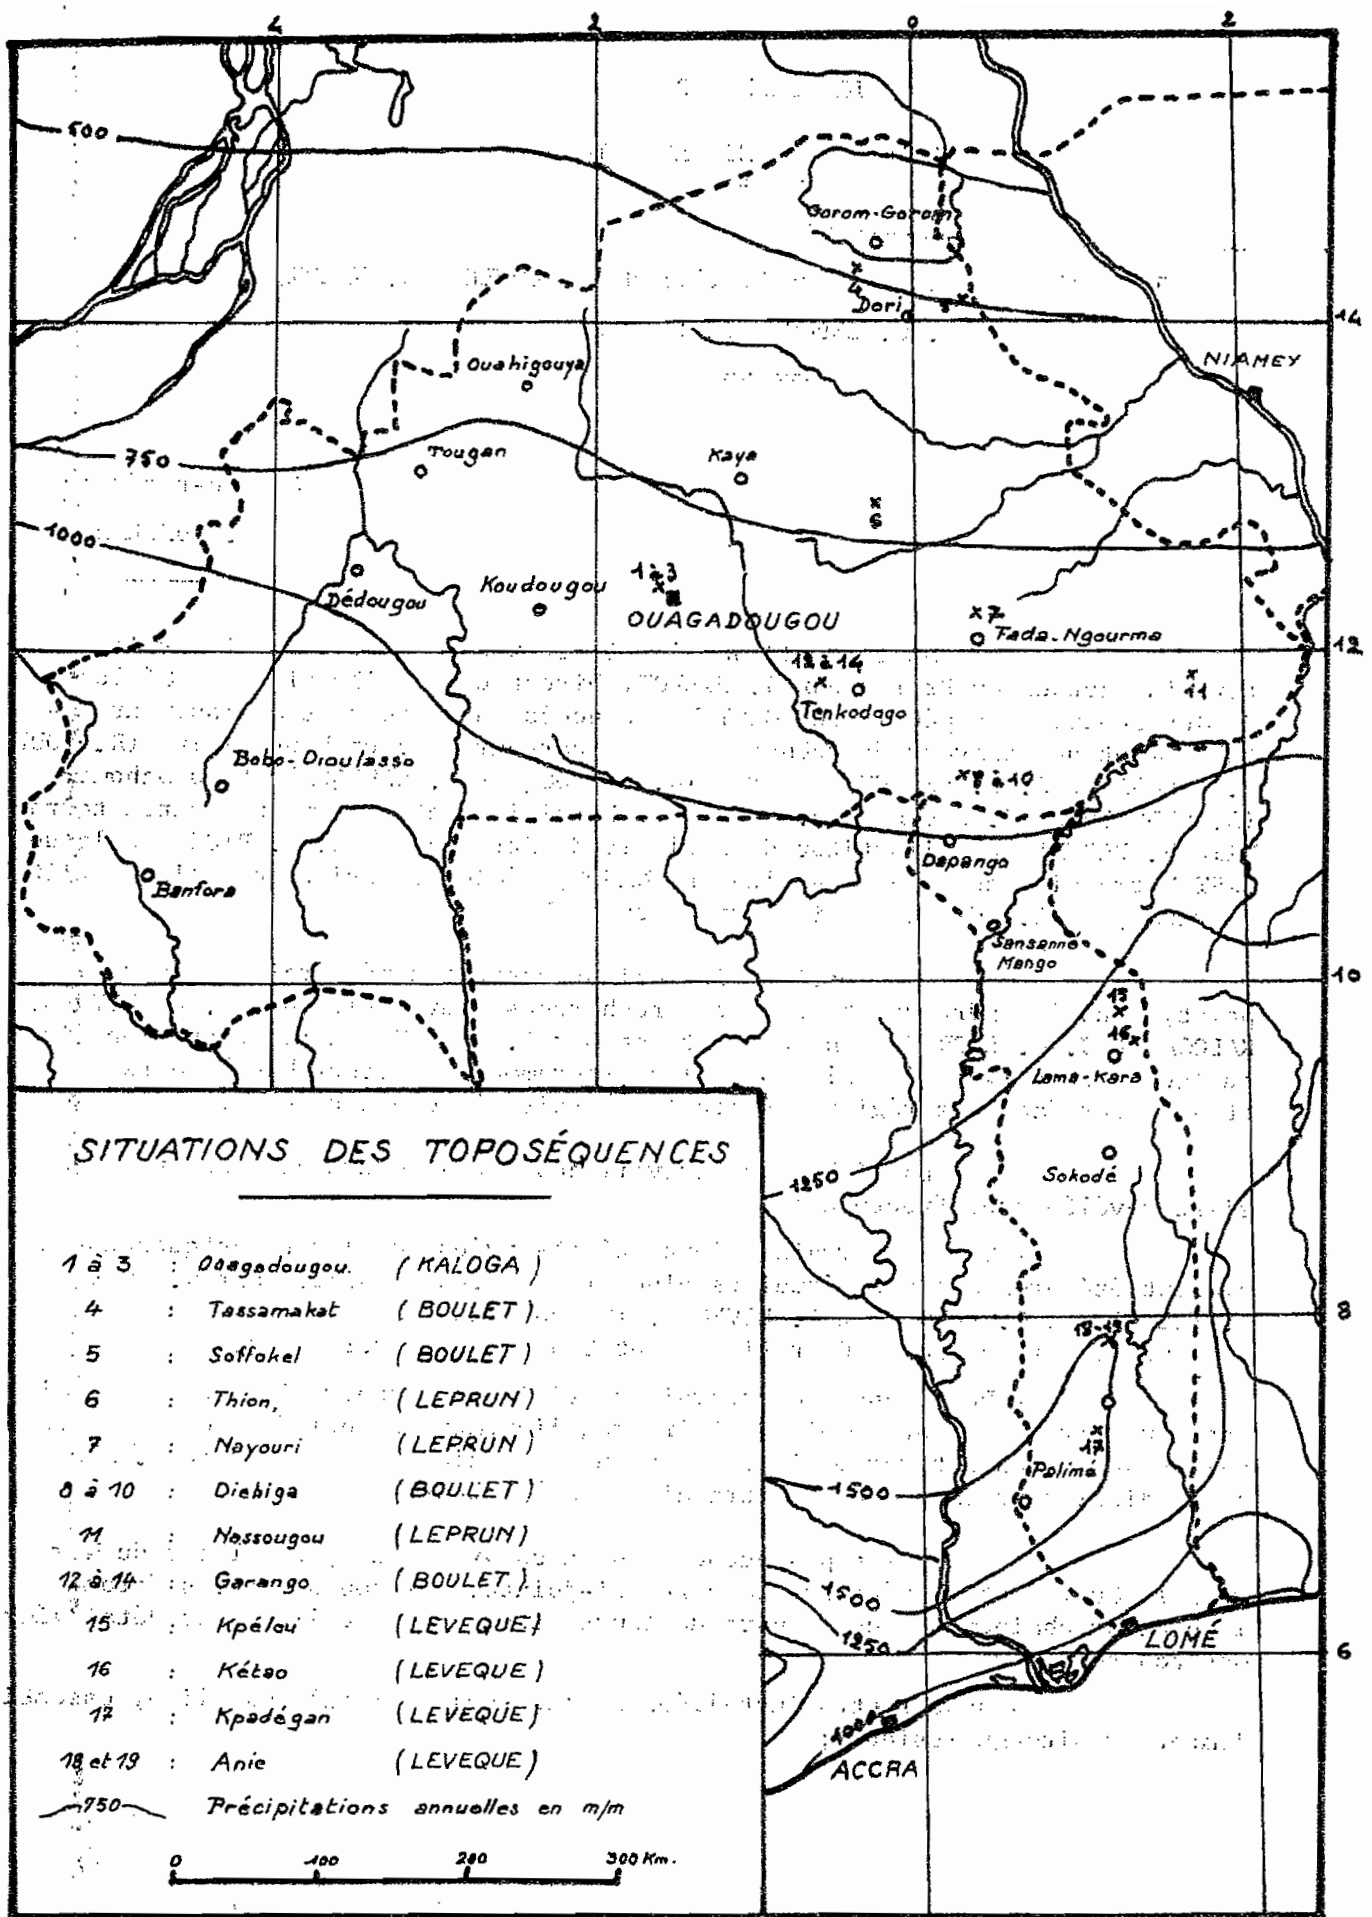 4 2 0 2
500
Gorom-Gorom
4
Dori
5
14
NIAMEY
Ouahigouya
750
Tougan
Kaya
6
1000
Dédougou
Koudougou
1 à 3
OUAGADOUGOU
7
Fada-Ngourma
12
12 à 14
Tenkodogo
11
Bobo-Dioulasso
8 à 10
Dapango
Banfora
Sansanné
Mango
10
15
16
Lama-Kara
1250
Sokodé
8
18-19
17
Palimé
1500
1500
1250
LOMÉ
6
1000
ACCRA
SITUATIONS DES TOPOSÉQUENCES
1 à 3 : Ouagadougou (KALOGA)
4 : Tassamakat (BOULET)
5 : Soffokel (BOULET)
6 : Thion, (LEPRUN)
7 : Nayouri (LEPRUN)
8 à 10 : Diebiga (BOULET)
11 : Nassougou (LEPRUN)
12 à 14 : Garango (BOULET)
15 : Kpélou (LEVEQUE)
16 : Kétao (LEVEQUE)
17 : Kpadégan (LEVEQUE)
18 et 19 : Anie (LEVEQUE)
750 Précipitations annuelles en m/m
0 100 200 300 Km.